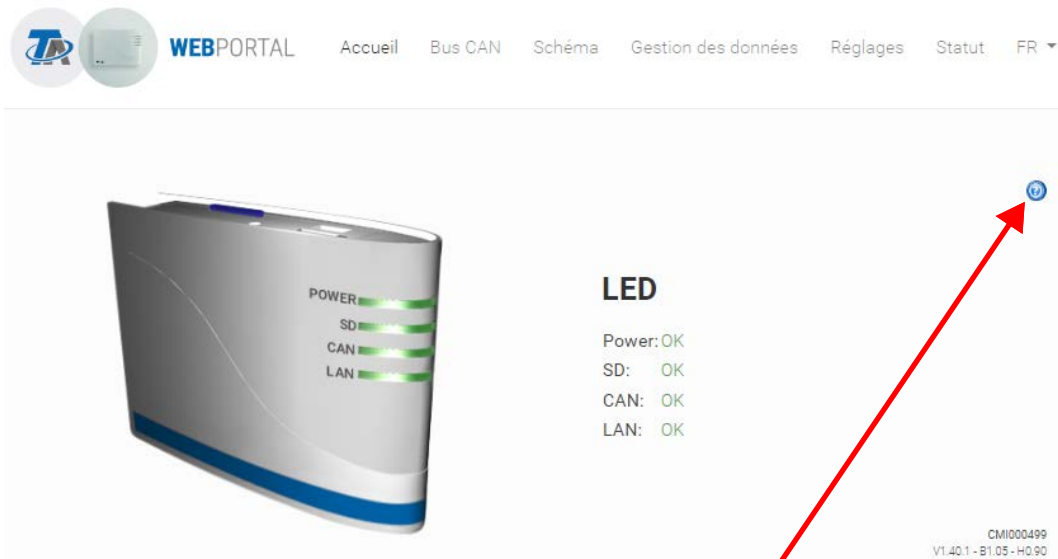 TA WEBPORTAL Accueil Bus CAN Schéma Gestion des données Réglages Statut FR
?
POWER
SD
CAN
LAN
LED
Power: OK
SD: OK
CAN: OK
LAN: OK
CMI000499
V1.40.1 - B1.05 - H0.90